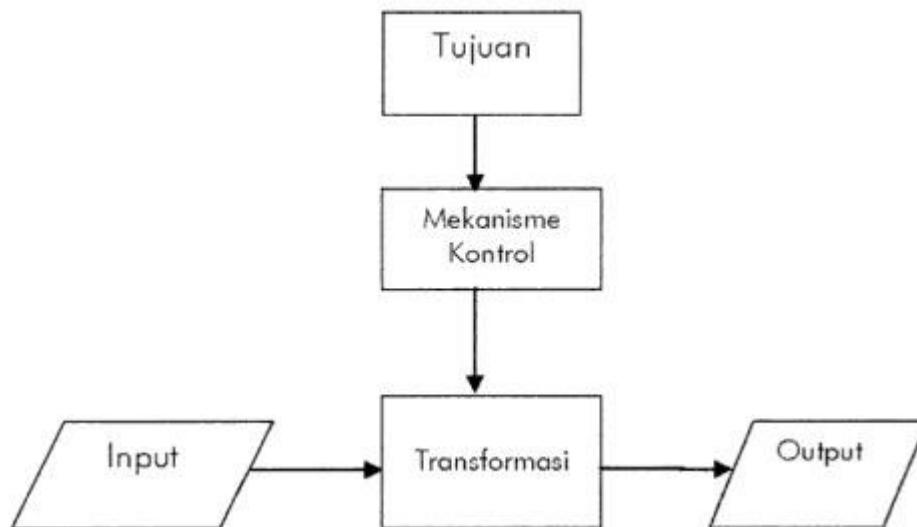 Tujuan
Mekanisme
Kontrol
Input
Transformasi
Output